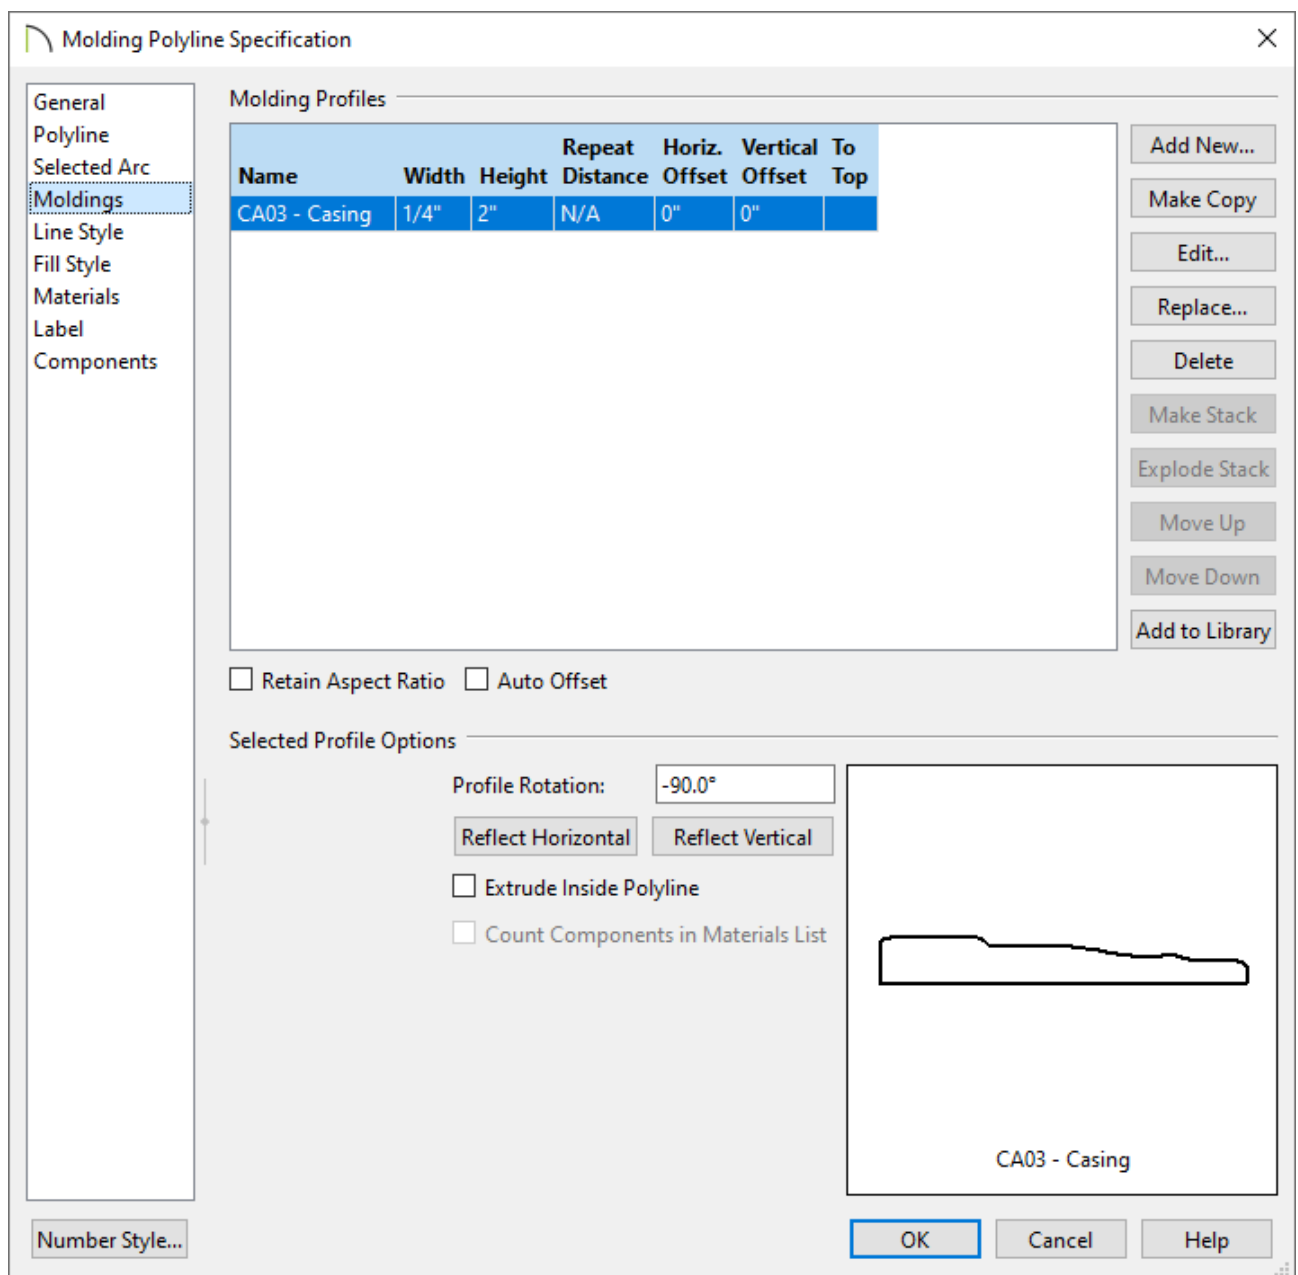 Molding Polyline Specification
General
Polyline
Selected Arc
Moldings
Line Style
Fill Style
Materials
Label
Components
Molding Profiles
Name Width Height Repeat Distance Horiz. Offset Vertical Offset To Top
CA03 - Casing 1/4" 2" N/A 0" 0"
Add New...
Make Copy
Edit...
Replace...
Delete
Make Stack
Explode Stack
Move Up
Move Down
Add to Library
Retain Aspect Ratio Auto Offset
Selected Profile Options
Profile Rotation: -90.0°
Reflect Horizontal Reflect Vertical
Extrude Inside Polyline
Count Components in Materials List
CA03 - Casing
Number Style... OK Cancel Help